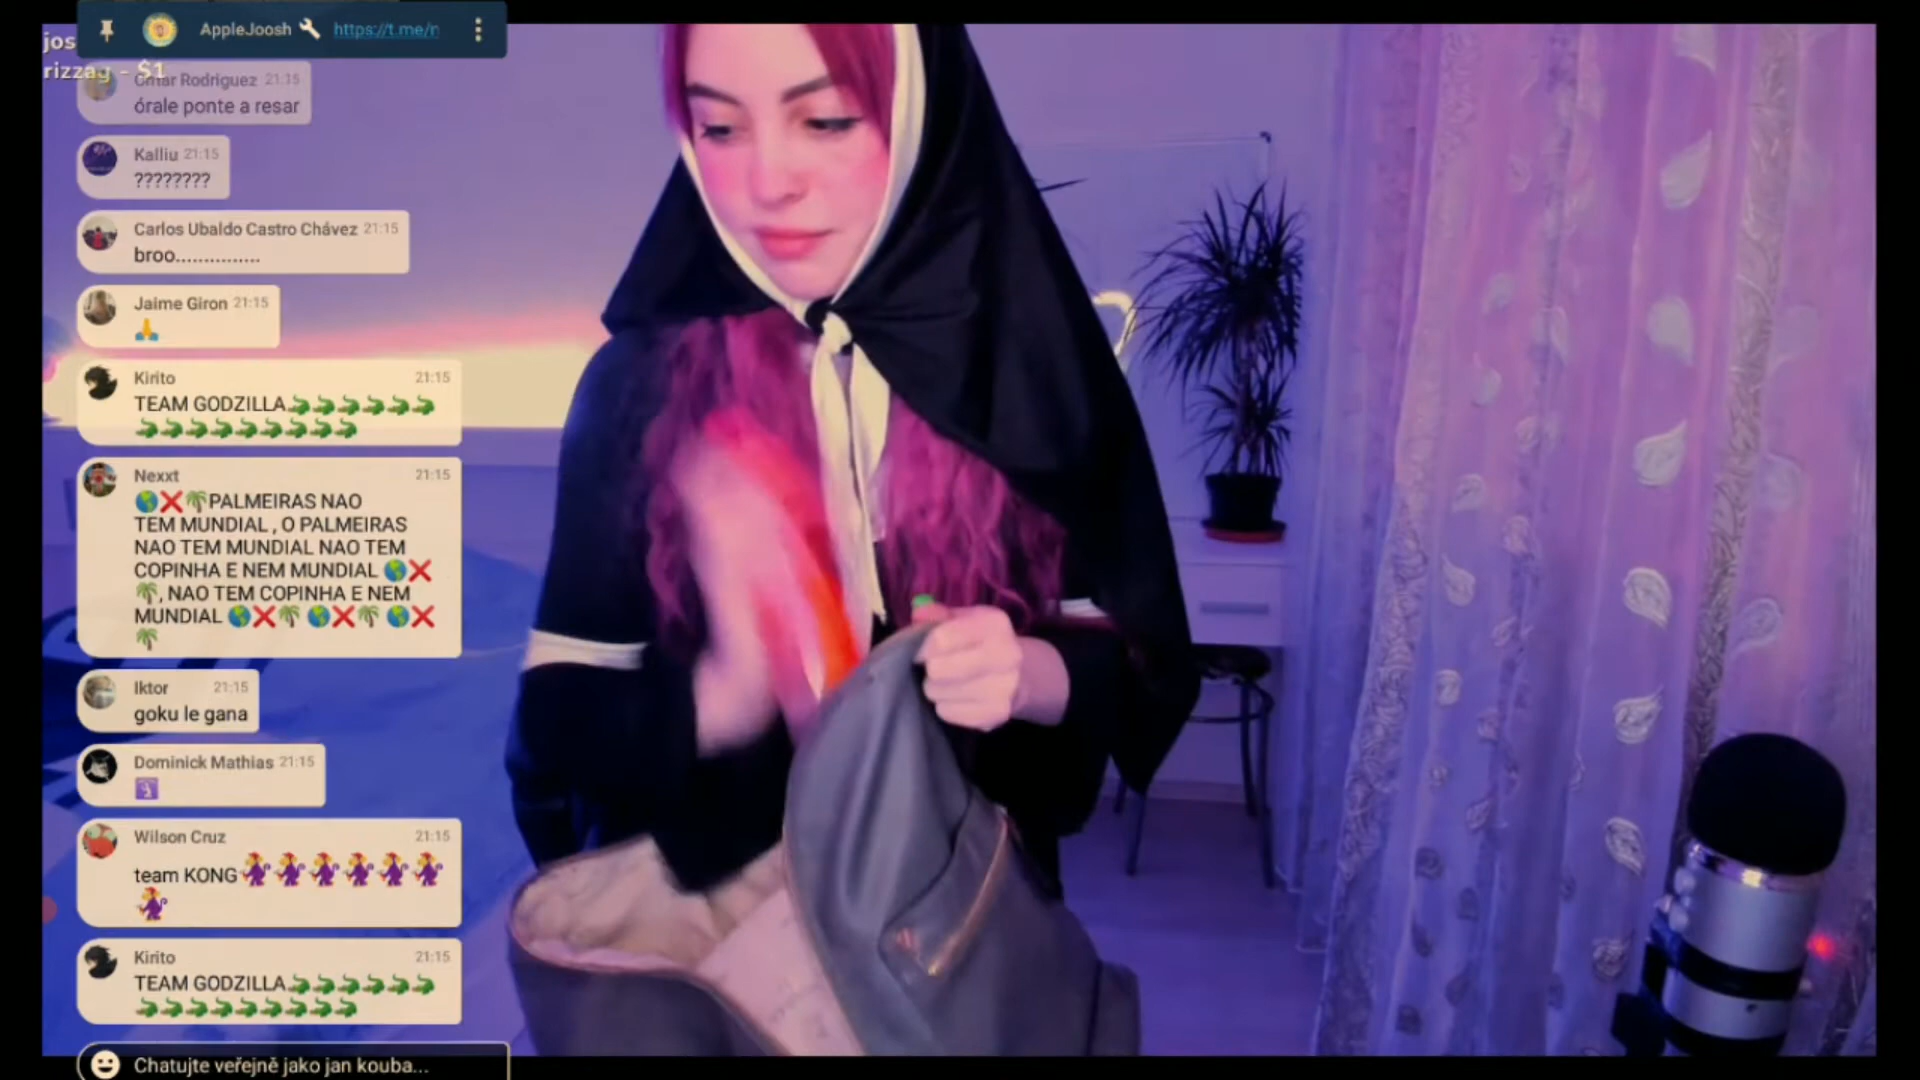 jos
rizzag - $1
AppleJoosh
https://t.me/r
Omar Rodriguez 21:15
órale ponte a resar
Kalliu 21:15
????????
Carlos Ubaldo Castro Chávez 21:15
broo...............
Jaime Giron 21:15
🙏
Kirito 21:15
TEAM GODZILLA🐊🐊🐊🐊🐊🐊
🐊🐊🐊🐊🐊🐊🐊🐊🐊
Nexxt 21:15
🌎❌🌴PALMEIRAS NAO
TEM MUNDIAL , O PALMEIRAS
NAO TEM MUNDIAL NAO TEM
COPINHA E NEM MUNDIAL 🌎❌
🌴, NAO TEM COPINHA E NEM
MUNDIAL 🌎❌🌴🌎❌🌴🌎❌
🌴
Iktor 21:15
goku le gana
Dominick Mathias 21:15
🛐
Wilson Cruz 21:15
team KONG
Kirito 21:15
TEAM GODZILLA🐊🐊🐊🐊🐊🐊
🐊🐊🐊🐊🐊🐊🐊🐊🐊
Chatujte veřejně jako jan kouba...